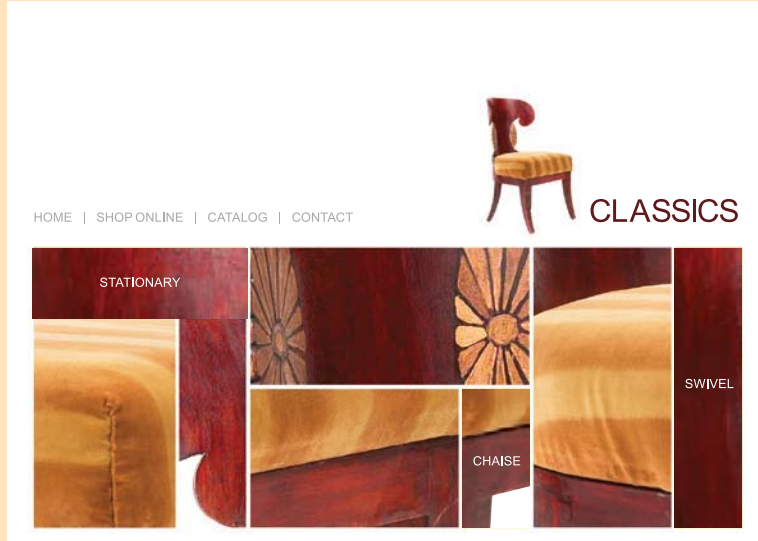 CLASSICS
HOME | SHOP ONLINE | CATALOG | CONTACT
STATIONARY
SWIVEL
CHAISE